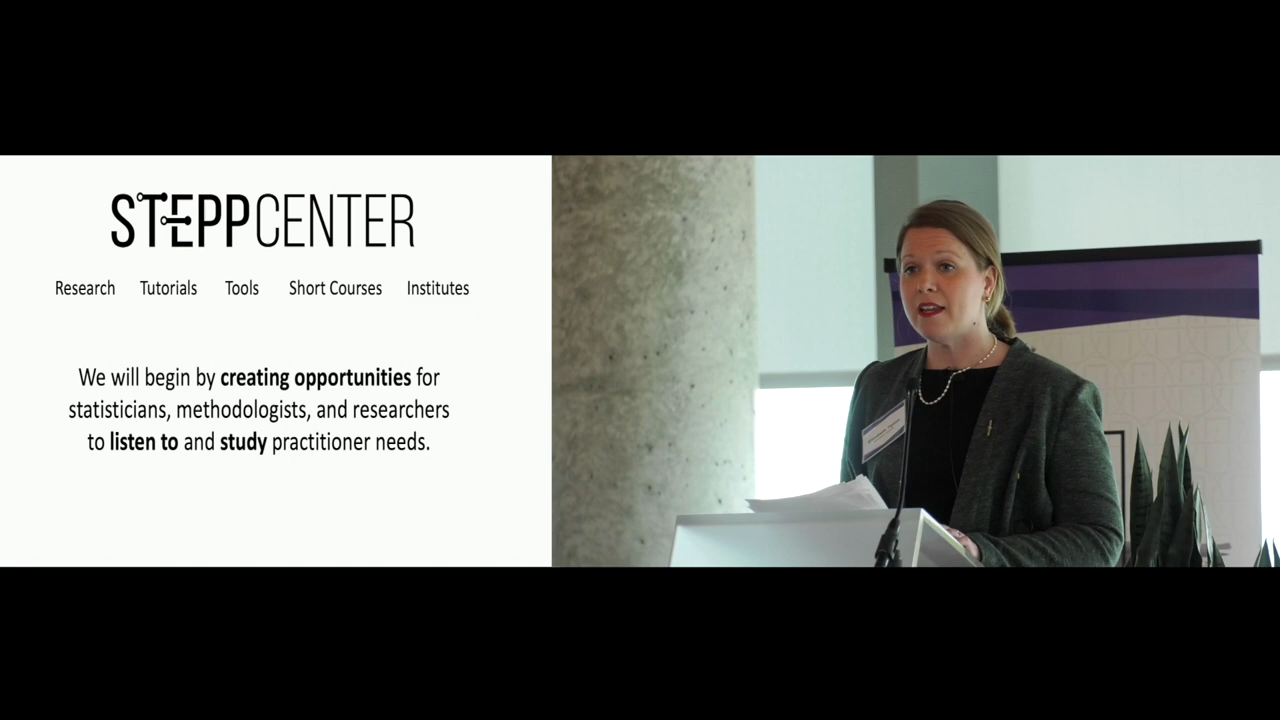 STEPPCENTER
Research Tutorials Tools Short Courses Institutes
We will begin by creating opportunities for
statisticians, methodologists, and researchers
to listen to and study practitioner needs.